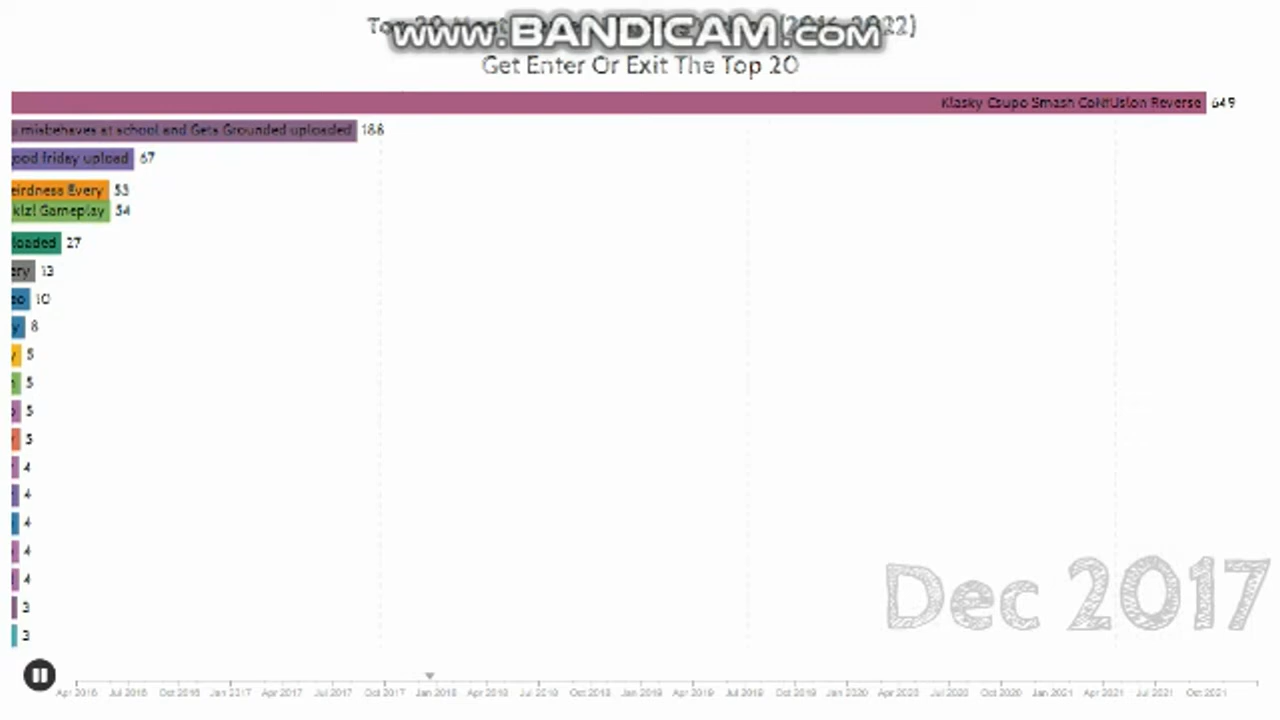 www.BANDICAM.com
Get Enter Or Exit The Top 20
Klasky Csupo Smash CoNfUsIon Reverse 649
misbehaves at school and Gets Grounded uploaded 188
ood friday upload 67
eirdness Every 53
klz! Gameplay 54
loaded 27
ery 13
eo 10
y 8
y 5
n 5
o 5
5
4
4
4
4
4
3
3
Dec 2017
Apr 2016 Jul 2016 Oct 2016 Jan 2017 Apr 2017 Jul 2017 Oct 2017 Jan 2018 Apr 2018 Jul 2018 Oct 2018 Jan 2019 Apr 2019 Jul 2019 Oct 2019 Jan 2020 Apr 2020 Jul 2020 Oct 2020 Jan 2021 Apr 2021 Jul 2021 Oct 2021